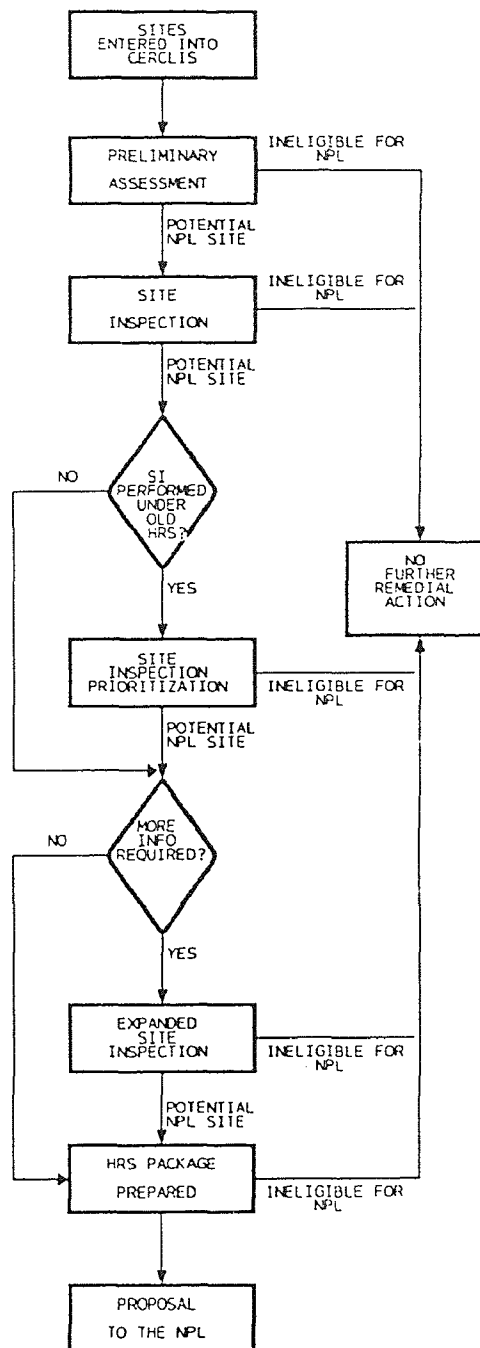 SITES
ENTERED INTO
CERCLIS
INELIGIBLE FOR
NPL
PRELIMINARY
ASSESSMENT
POTENTIAL
NPL SITE
INELIGIBLE FOR
NPL
SITE
INSPECTION
POTENTIAL
NPL SITE
NO
SI
PERFORMED
UNDER
OLD
HRS?
YES
NO
FURTHER
REMEDIAL
ACTION
SITE
INSPECTION
PRIORITIZATION
INELIGIBLE FOR
NPL
POTENTIAL
NPL SITE
NO
MORE
INFO
REQUIRED?
YES
EXPANDED
SITE
INSPECTION
INELIGIBLE FOR
NPL
POTENTIAL
NPL SITE
HRS PACKAGE
PREPARED
INELIGIBLE FOR
NPL
PROPOSAL
TO THE NPL